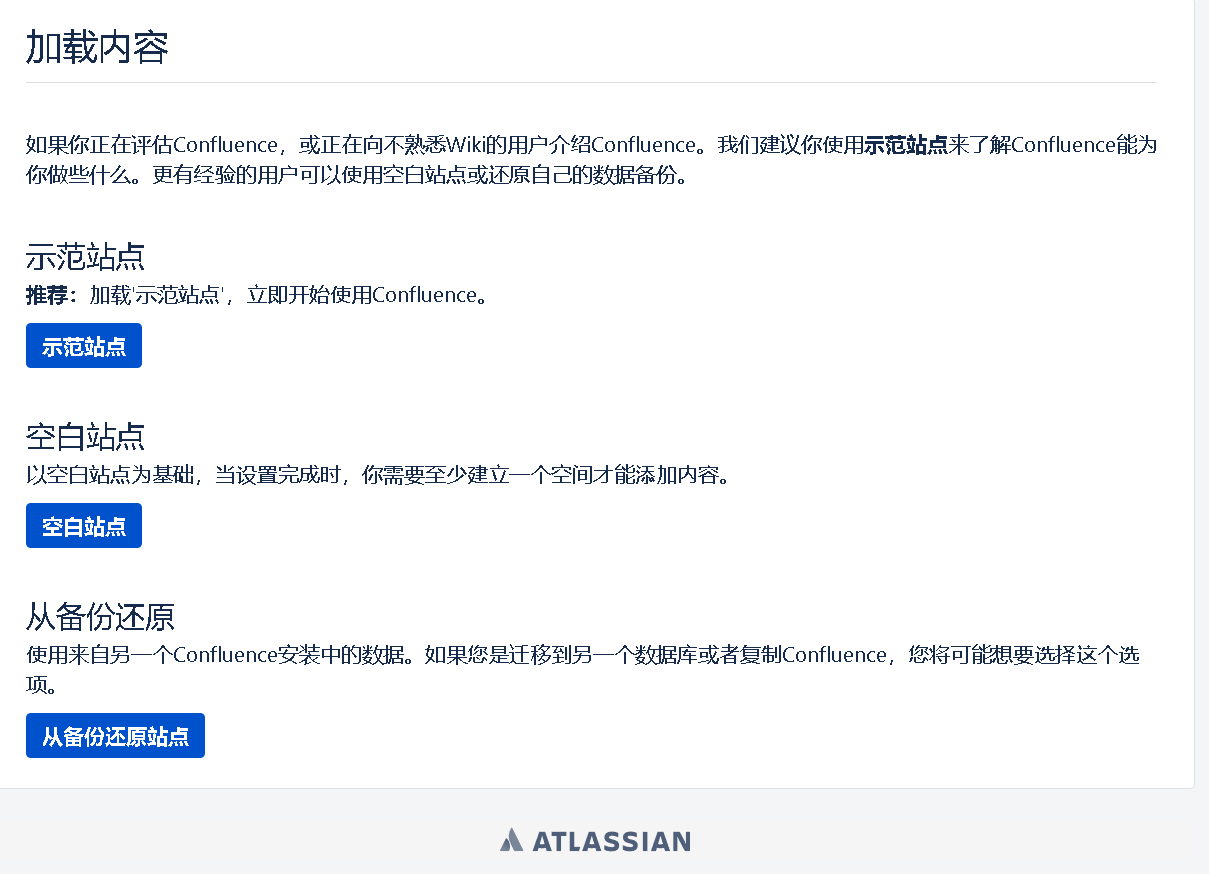 加载内容
如果你正在评估Confluence，或正在向不熟悉Wiki的用户介绍Confluence。我们建议你使用示范站点来了解Confluence能为
你做些什么。更有经验的用户可以使用空白站点或还原自己的数据备份。
示范站点
推荐：加载'示范站点'，立即开始使用Confluence。
示范站点
空白站点
以空白站点为基础，当设置完成时，你需要至少建立一个空间才能添加内容。
空白站点
从备份还原
使用来自另一个Confluence安装中的数据。如果您是迁移到另一个数据库或者复制Confluence，您将可能想要选择这个选
项。
从备份还原站点
ATLASSIAN